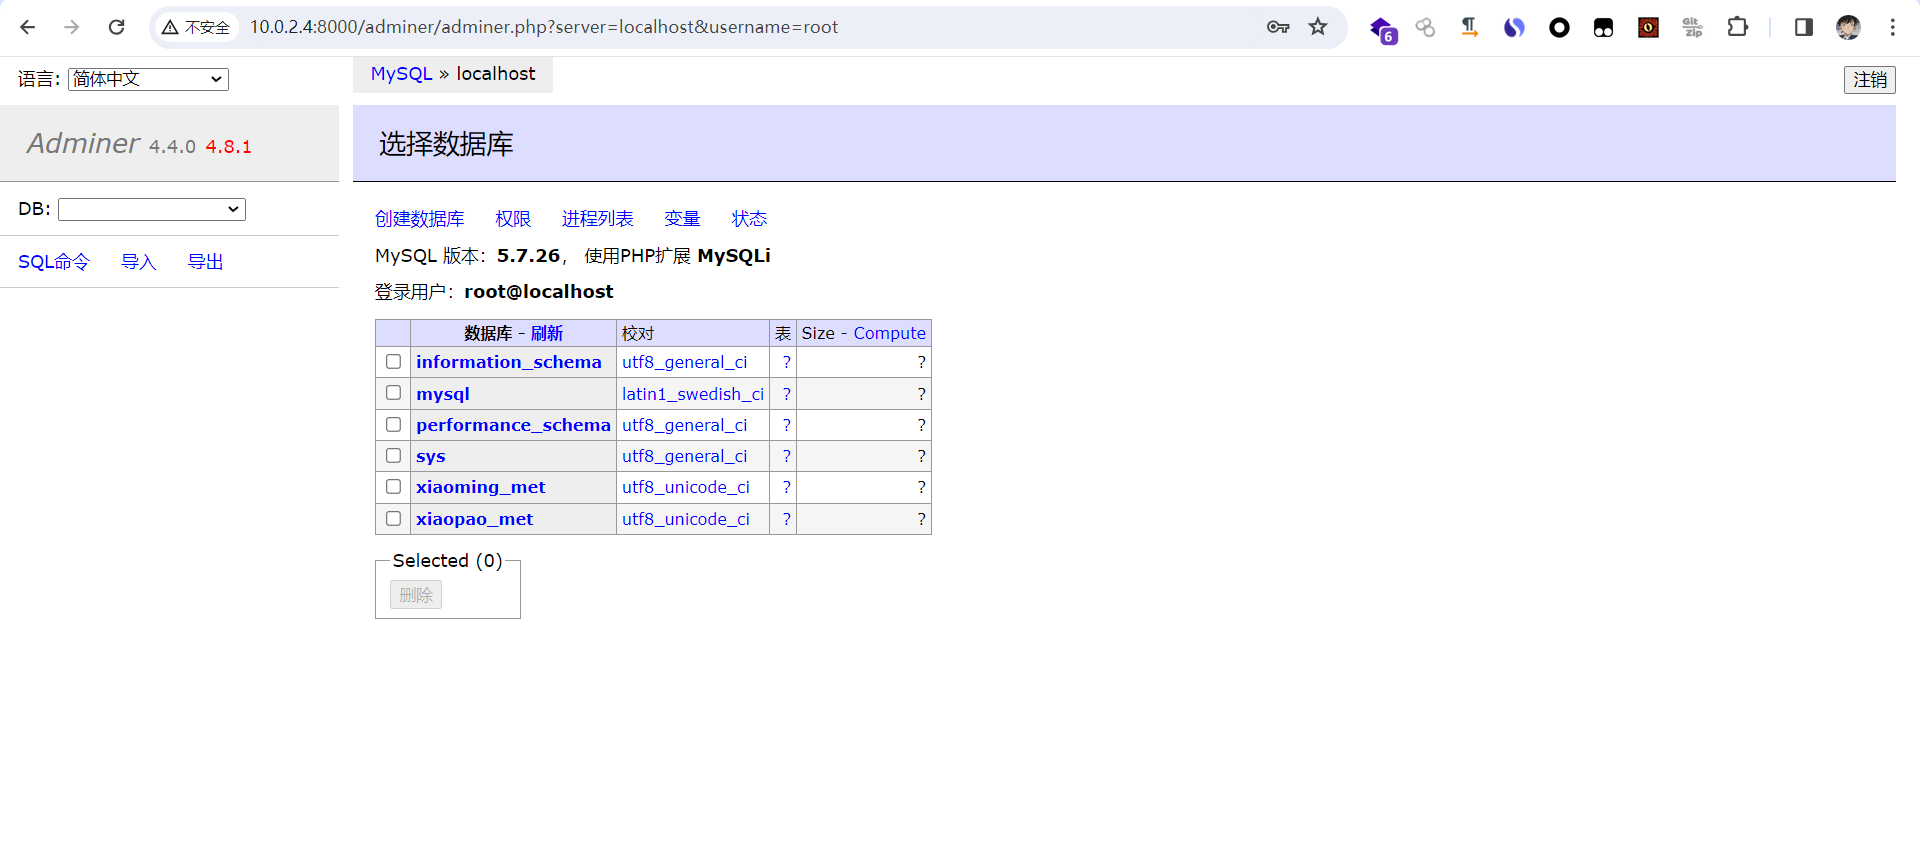 不安全 10.0.2.4:8000/adminer/adminer.php?server=localhost&username=root
6
Git
zip
语言: 简体中文
MySQL » localhost
注销
Adminer 4.4.0 4.8.1
选择数据库
DB:
SQL命令 导入 导出
创建数据库 权限 进程列表 变量 状态
MySQL 版本：5.7.26， 使用PHP扩展 MySQLi
登录用户：root@localhost
数据库 - 刷新 校对 表 Size - Compute
information_schema utf8_general_ci ? ?
mysql latin1_swedish_ci ? ?
performance_schema utf8_general_ci ? ?
sys utf8_general_ci ? ?
xiaoming_met utf8_unicode_ci ? ?
xiaopao_met utf8_unicode_ci ? ?
Selected (0)
删除